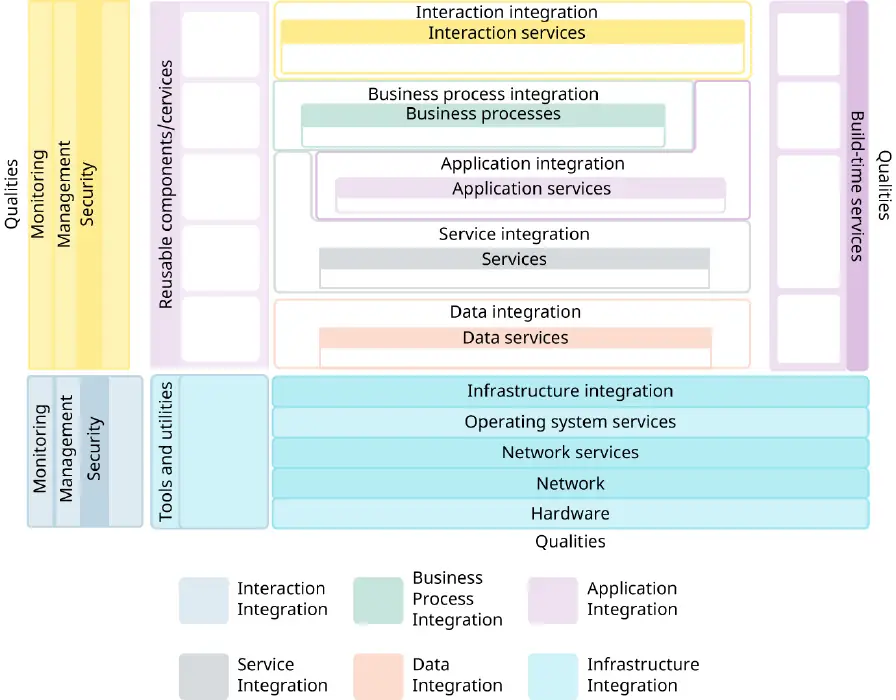 Interaction integration
Interaction services
Business process integration
Business processes
Application integration
Application services
Service integration
Services
Data integration
Data services
Qualities
Monitoring
Management
Security
Reusable components/cervices
Build-time services
Qualities
Monitoring
Management
Security
Tools and utilities
Infrastructure integration
Operating system services
Network services
Network
Hardware
Qualities
Interaction
Integration
Business
Process
Integration
Application
Integration
Service
Integration
Data
Integration
Infrastructure
Integration